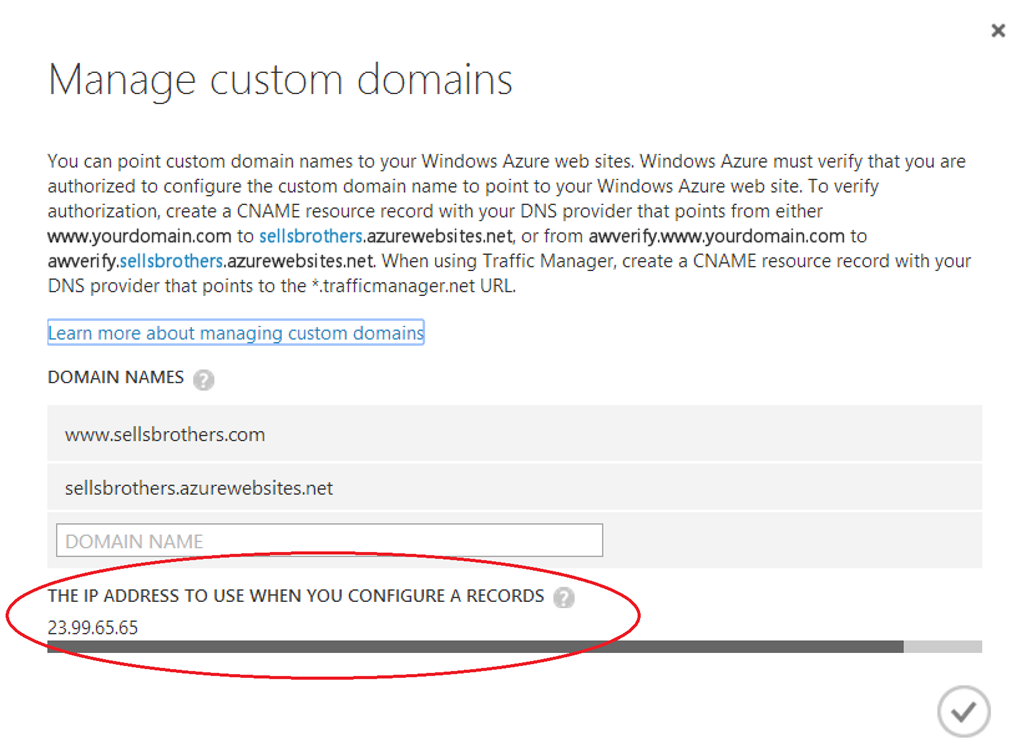 Manage custom domains
You can point custom domain names to your Windows Azure web sites. Windows Azure must verify that you are
authorized to configure the custom domain name to point to your Windows Azure web site. To verify
authorization, create a CNAME resource record with your DNS provider that points from either
www.yourdomain.com to sellsbrothers.azurewebsites.net, or from awverify.www.yourdomain.com to
awverify.sellsbrothers.azurewebsites.net. When using Traffic Manager, create a CNAME resource record with your
DNS provider that points to the *.trafficmanager.net URL.
Learn more about managing custom domains
DOMAIN NAMES ?
www.sellsbrothers.com
sellsbrothers.azurewebsites.net
DOMAIN NAME
THE IP ADDRESS TO USE WHEN YOU CONFIGURE A RECORDS ?
23.99.65.65